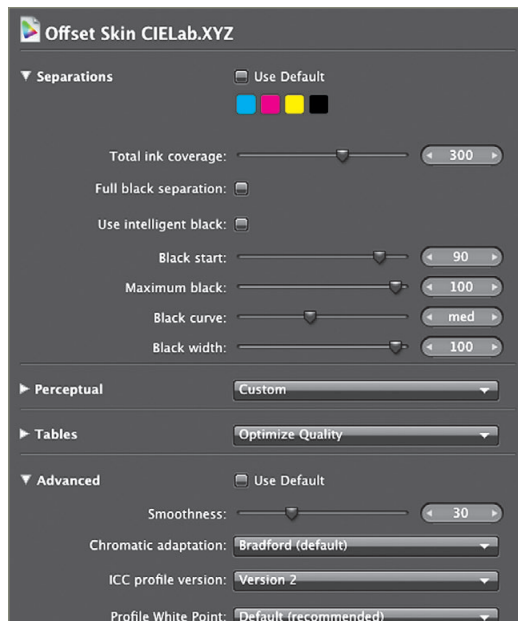 Offset Skin CIELab.XYZ
Separations Use Default
Total ink coverage: 300
Full black separation:
Use intelligent black:
Black start: 90
Maximum black: 100
Black curve: med
Black width: 100
Perceptual Custom
Tables Optimize Quality
Advanced Use Default
Smoothness: 30
Chromatic adaptation: Bradford (default)
ICC profile version: Version 2
Profile White Point: Default (recommended)